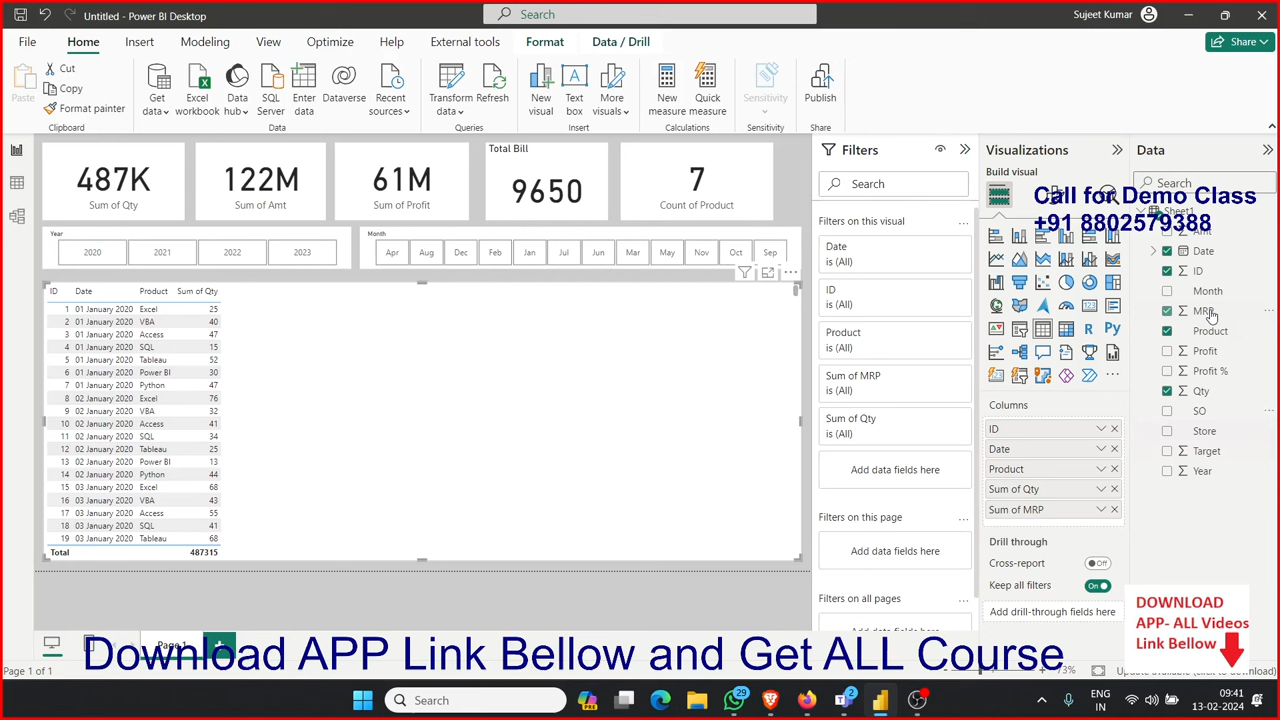 Untitled - Power BI Desktop
Search
Sujeet Kumar
File
Home
Insert
Modeling
View
Optimize
Help
External tools
Format
Data / Drill
Share
Paste
Cut
Copy
Format painter
Get data
Excel workbook
Data hub
SQL Server
Enter data
Dataverse
Recent sources
Transform data
Refresh
New visual
Text box
More visuals
New measure
Quick measure
Sensitivity
Publish
Clipboard
Data
Queries
Insert
Calculations
Sensitivity
Share
487K
Sum of Qty
122M
Sum of Amt
61M
Sum of Profit
Total Bill
9650
7
Count of Product
Year
2020
2021
2022
2023
Month
Apr
Aug
Dec
Feb
Jan
Jul
Jun
Mar
May
Nov
Oct
Sep
ID Date Product Sum of Qty
1 01 January 2020 Excel 25
2 01 January 2020 VBA 40
3 01 January 2020 Access 47
4 01 January 2020 SQL 15
5 01 January 2020 Tableau 52
6 01 January 2020 Power BI 30
7 01 January 2020 Python 47
8 02 January 2020 Excel 76
9 02 January 2020 VBA 32
10 02 January 2020 Access 41
11 02 January 2020 SQL 34
12 02 January 2020 Tableau 25
13 02 January 2020 Power BI 13
14 02 January 2020 Python 44
15 03 January 2020 Excel 68
16 03 January 2020 VBA 43
17 03 January 2020 Access 55
18 03 January 2020 SQL 41
19 03 January 2020 Tableau 68
Total 487315
Filters
Search
Filters on this visual
Date
is (All)
ID
is (All)
Product
is (All)
Sum of MRP
is (All)
Sum of Qty
is (All)
Add data fields here
Filters on this page
Add data fields here
Filters on all pages
Visualizations
Build visual
Columns
ID
Date
Product
Sum of Qty
Sum of MRP
Drill through
Cross-report
Off
Keep all filters
On
Add drill-through fields here
Data
Search
Call for Demo Class
+91 8802579388
Sheet1
Amt
Date
ID
Month
MRP
Product
Profit
Profit %
Qty
SO
Store
Target
Year
DOWNLOAD
APP- ALL Videos
Link Bellow
Page 1
Download APP Link Bellow and Get ALL Course
Page 1 of 1
73%
Update available (click to download)
Search
29
2
ENG
IN
09:41
13-02-2024